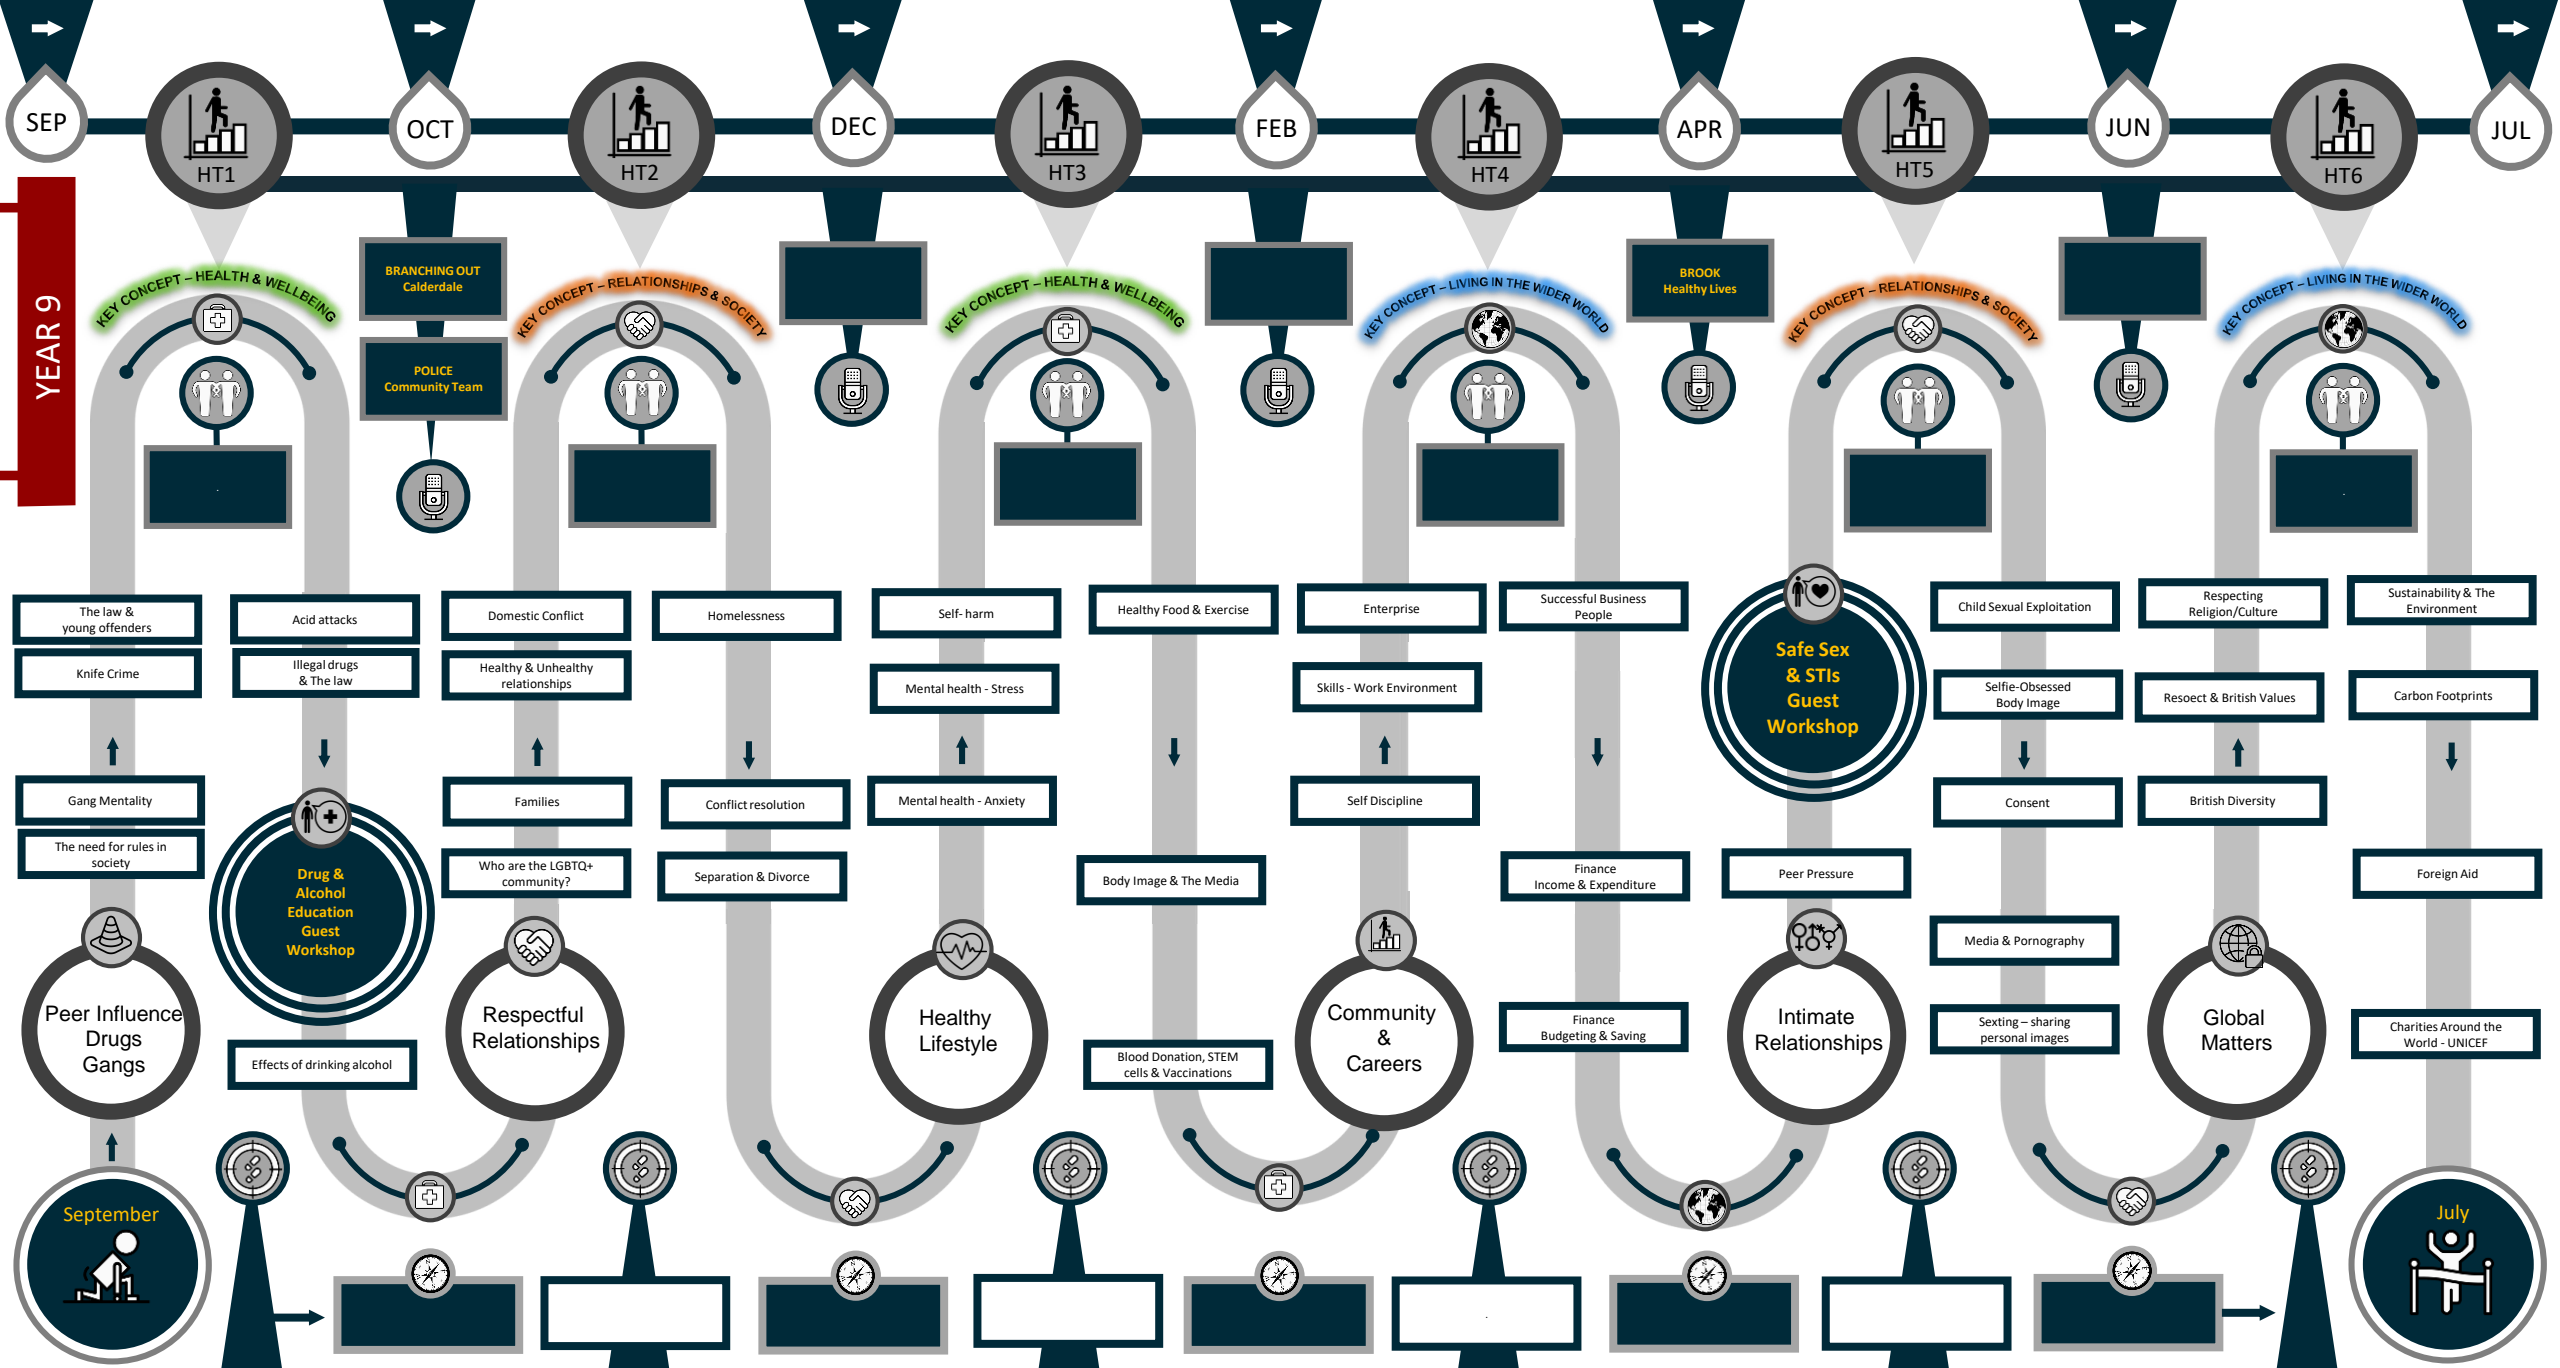 SEP
HT1
OCT
HT2
DEC
HT3
FEB
HT4
APR
HT5
JUN
HT6
JUL
YEAR 9
KEY CONCEPT – HEALTH & WELLBEING
BRANCHING OUT
Calderdale
POLICE
Community Team
KEY CONCEPT – RELATIONSHIPS & SOCIETY
KEY CONCEPT – HEALTH & WELLBEING
KEY CONCEPT – LIVING IN THE WIDER WORLD
BROOK
Healthy Lives
KEY CONCEPT – RELATIONSHIPS & SOCIETY
KEY CONCEPT – LIVING IN THE WIDER WORLD
September
Peer Influence
Drugs
Gangs
The need for rules in
society
Gang Mentality
Knife Crime
The law &
young offenders
Acid attacks
Illegal drugs
& The law
Drug &
Alcohol
Education
Guest
Workshop
Effects of drinking alcohol
Respectful
Relationships
Who are the LGBTQ+
community?
Families
Healthy & Unhealthy
relationships
Domestic Conflict
Homelessness
Conflict resolution
Separation & Divorce
Healthy
Lifestyle
Mental health - Anxiety
Mental health - Stress
Self- harm
Healthy Food & Exercise
Body Image & The Media
Blood Donation, STEM
cells & Vaccinations
Community
&
Careers
Self Discipline
Skills - Work Environment
Enterprise
Successful Business
People
Finance
Income & Expenditure
Finance
Budgeting & Saving
Intimate
Relationships
Peer Pressure
Safe Sex
& STIs
Guest
Workshop
Child Sexual Exploitation
Selfie-Obsessed
Body Image
Consent
Media & Pornography
Sexting – sharing
personal images
Global
Matters
British Diversity
Resoect & British Values
Respecting
Religion/Culture
Sustainability & The
Environment
Carbon Footprints
Foreign Aid
Charities Around the
World - UNICEF
July